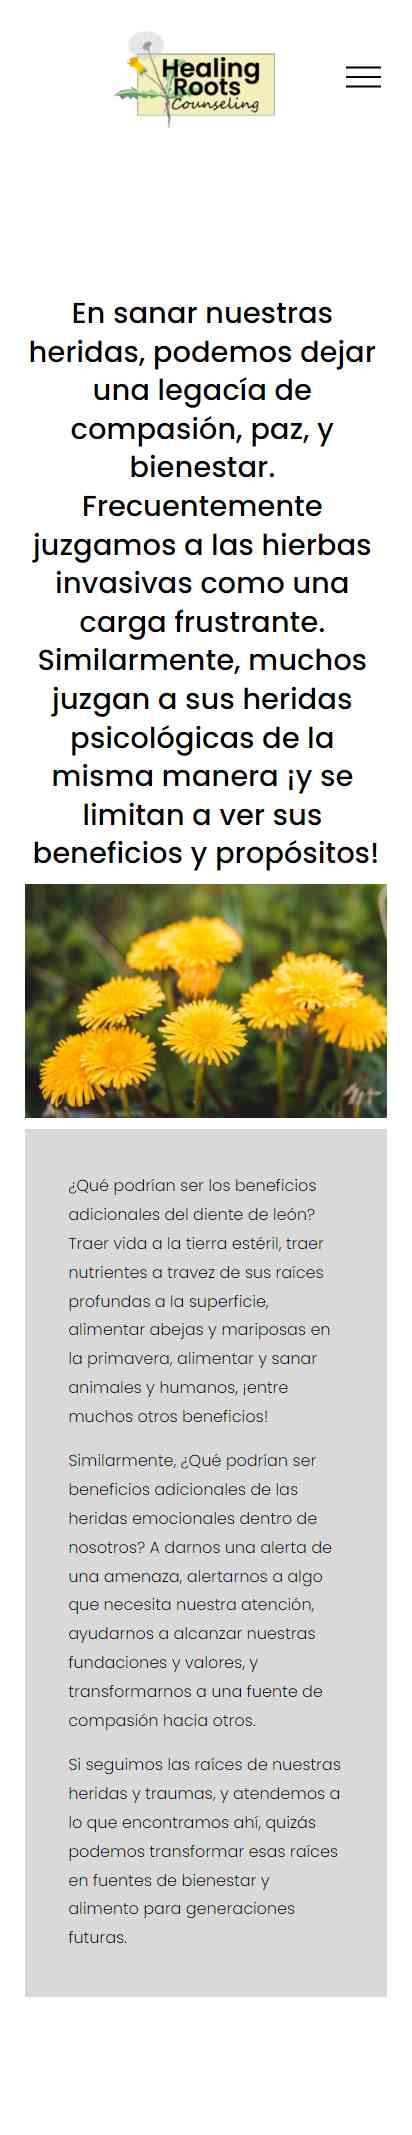 Healing
Roots
Counseling
En sanar nuestras
heridas, podemos dejar
una legacía de
compasión, paz, y
bienestar.
Frecuentemente
juzgamos a las hierbas
invasivas como una
carga frustrante.
Similarmente, muchos
juzgan a sus heridas
psicológicas de la
misma manera ¡y se
limitan a ver sus
beneficios y propósitos!
¿Qué podrían ser los beneficios
adicionales del diente de león?
Traer vida a la tierra estéril, traer
nutrientes a travez de sus raíces
profundas a la superficie,
alimentar abejas y mariposas en
la primavera, alimentar y sanar
animales y humanos, ¡entre
muchos otros beneficios!
Similarmente, ¿Qué podrían ser
beneficios adicionales de las
heridas emocionales dentro de
nosotros? A darnos una alerta de
una amenaza, alertarnos a algo
que necesita nuestra atención,
ayudarnos a alcanzar nuestras
fundaciones y valores, y
transformarnos a una fuente de
compasión hacia otros.
Si seguimos las raíces de nuestras
heridas y traumas, y atendemos a
lo que encontramos ahí, quizás
podemos transformar esas raíces
en fuentes de bienestar y
alimento para generaciones
futuras.